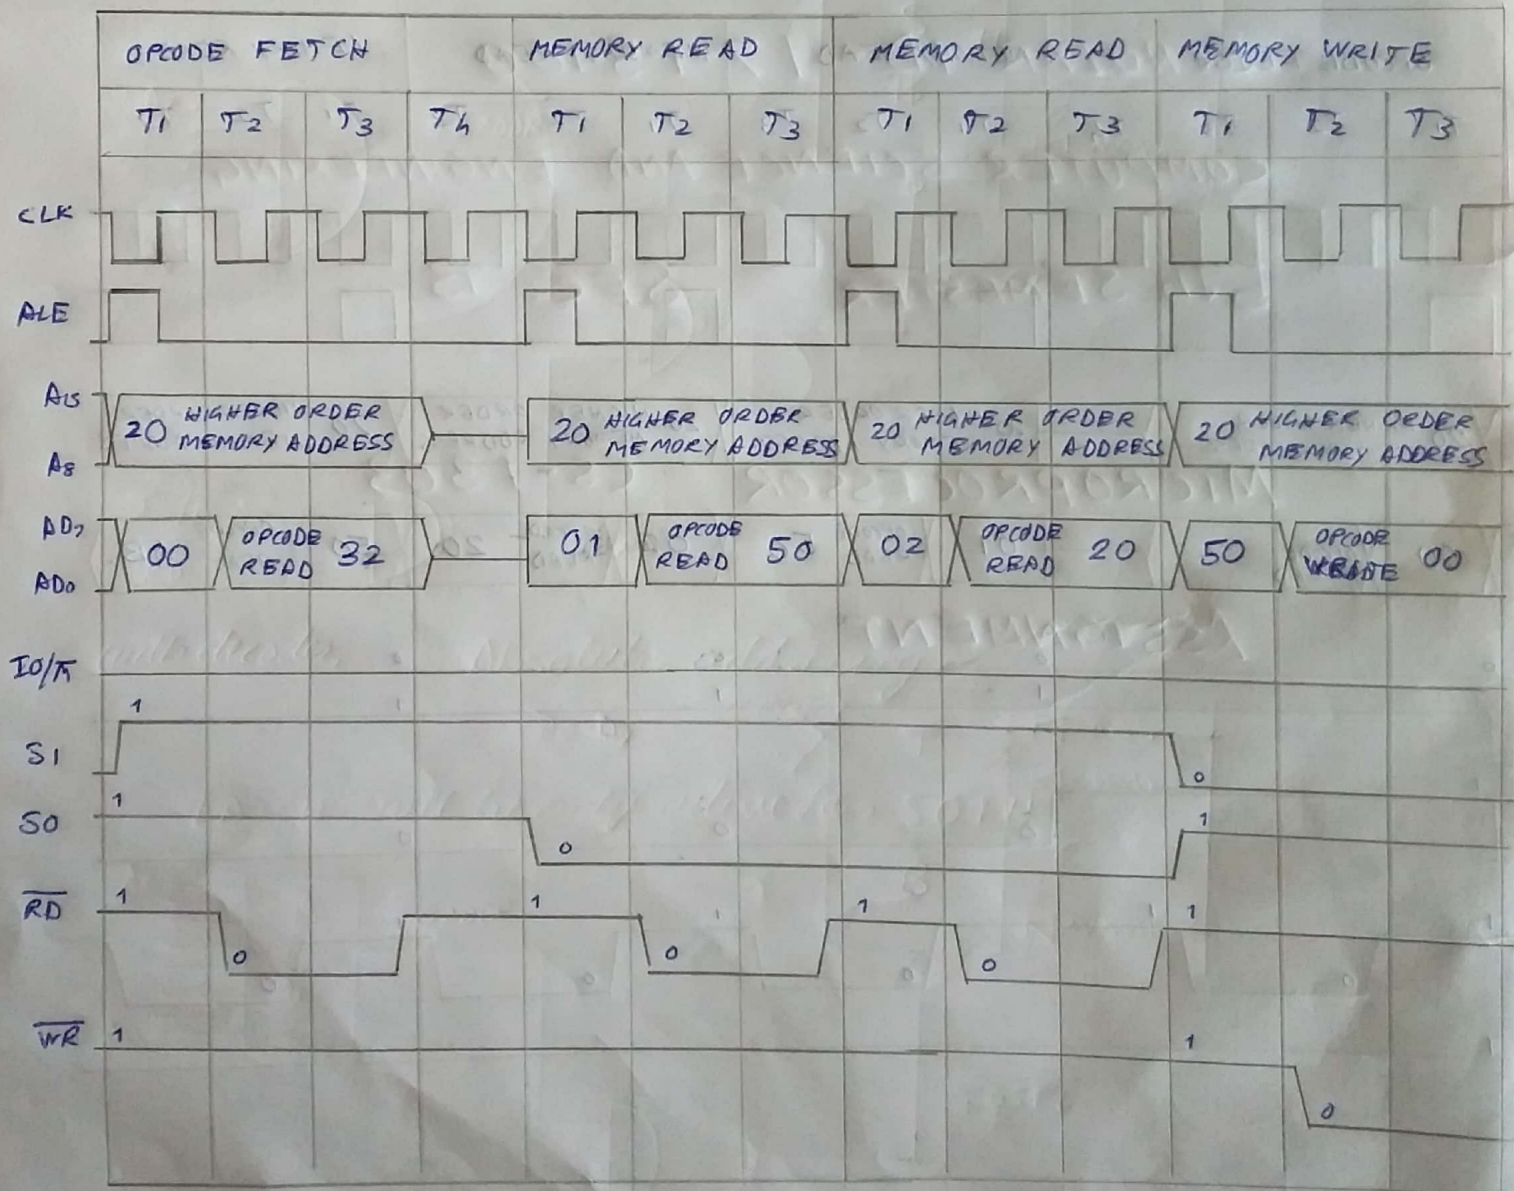 OPCODE FETCH MEMORY READ MEMORY READ MEMORY WRITE
T1 T2 T3 T4 T1 T2 T3 T1 T2 T3 T1 T2 T3
CLK
ALE
A15
20 HIGHER ORDER MEMORY ADDRESS
20 HIGHER ORDER MEMORY ADDRESS
20 HIGHER ORDER MEMORY ADDRESS
20 HIGHER ORDER MEMORY ADDRESS
A8
AD7
00 OPCODE READ 32
01 OPCODE READ 50
02 OPCODE READ 20
50 OPCODE 00
AD0
IO/M̅
1
S1
0
1
S0
0
1
R̅D̅
1 0 1 0 1 0 1
W̅R̅
1 1
0